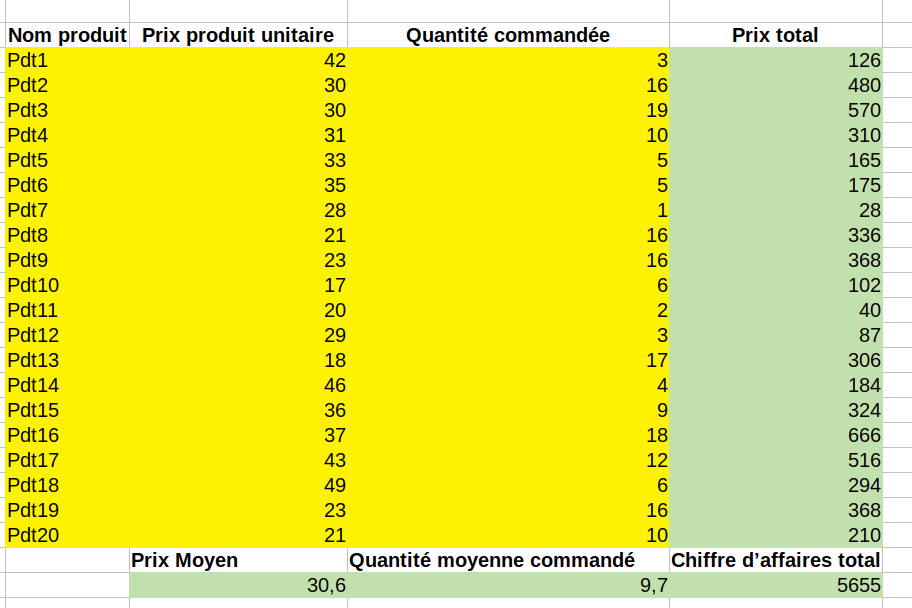 Nom produit Prix produit unitaire Quantité commandée Prix total
Pdt1 42 3 126
Pdt2 30 16 480
Pdt3 30 19 570
Pdt4 31 10 310
Pdt5 33 5 165
Pdt6 35 5 175
Pdt7 28 1 28
Pdt8 21 16 336
Pdt9 23 16 368
Pdt10 17 6 102
Pdt11 20 2 40
Pdt12 29 3 87
Pdt13 18 17 306
Pdt14 46 4 184
Pdt15 36 9 324
Pdt16 37 18 666
Pdt17 43 12 516
Pdt18 49 6 294
Pdt19 23 16 368
Pdt20 21 10 210
Prix Moyen Quantité moyenne commandé Chiffre d’affaires total
30,6 9,7 5655